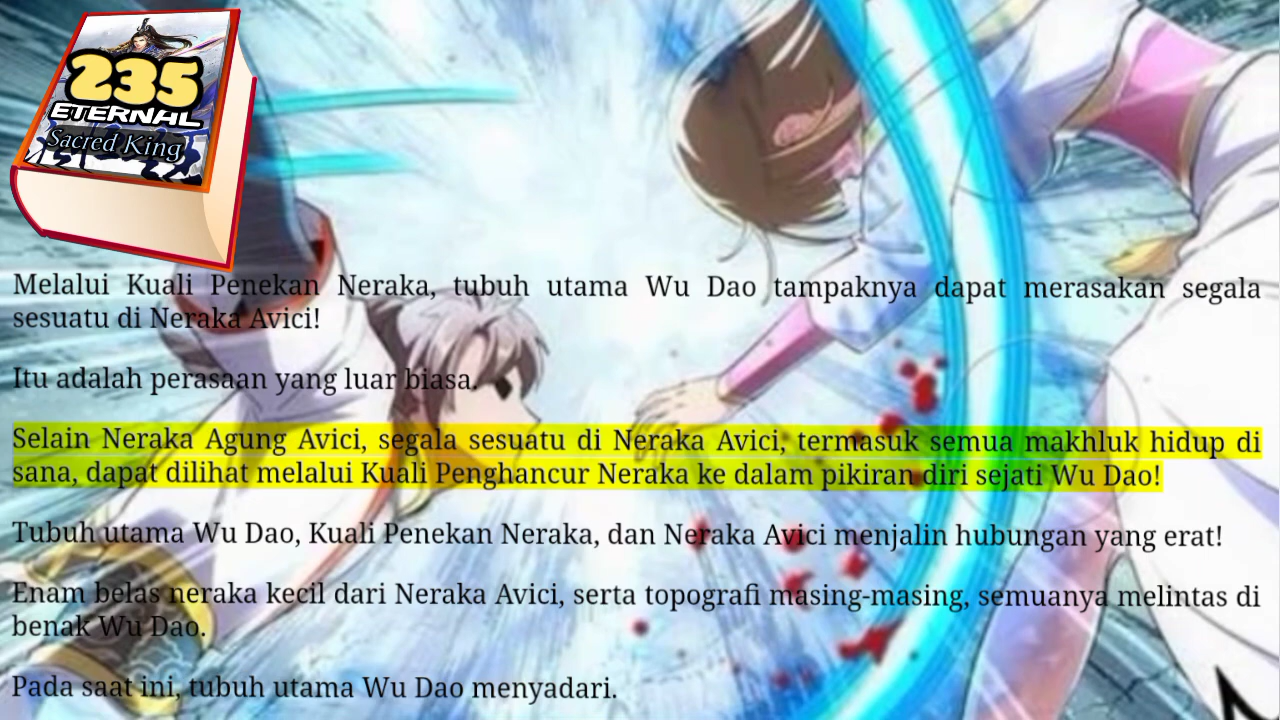 235
ETERNAL
Sacred King
Melalui Kuali Penekan Neraka, tubuh utama Wu Dao tampaknya dapat merasakan segala
sesuatu di Neraka Avici!
Itu adalah perasaan yang luar biasa.
Selain Neraka Agung Avici, segala sesuatu di Neraka Avici, termasuk semua makhluk hidup di
sana, dapat dilihat melalui Kuali Penghancur Neraka ke dalam pikiran diri sejati Wu Dao!
Tubuh utama Wu Dao, Kuali Penekan Neraka, dan Neraka Avici menjalin hubungan yang erat!
Enam belas neraka kecil dari Neraka Avici, serta topografi masing-masing, semuanya melintas di
benak Wu Dao.
Pada saat ini, tubuh utama Wu Dao menyadari.